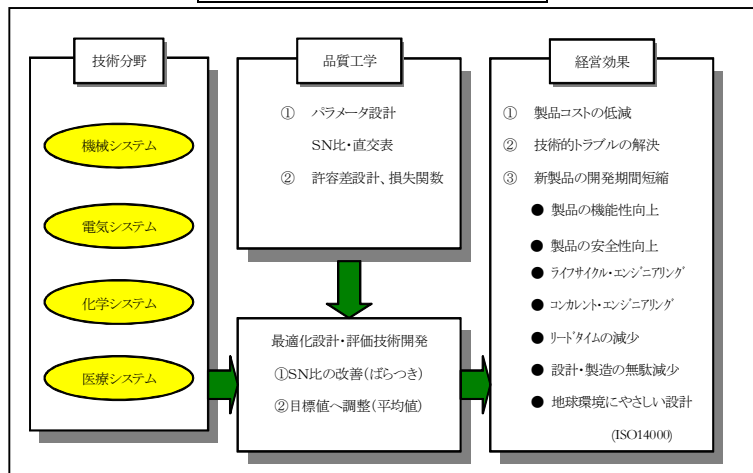 技術分野
機械システム
電気システム
化学システム
医療システム
品質工学
① パラメータ設計
SN比・直交表
② 許容差設計、損失関数
最適化設計・評価技術開発
①SN比の改善(ばらつき)
②目標値へ調整(平均値)
経営効果
① 製品コストの低減
② 技術的トラブルの解決
③ 新製品の開発期間短縮
● 製品の機能性向上
● 製品の安全性向上
● ライフサイクル・エンジニアリング
● コンカレント・エンジニアリング
● リードタイムの減少
● 設計・製造の無駄減少
● 地球環境にやさしい設計
(ISO14000)